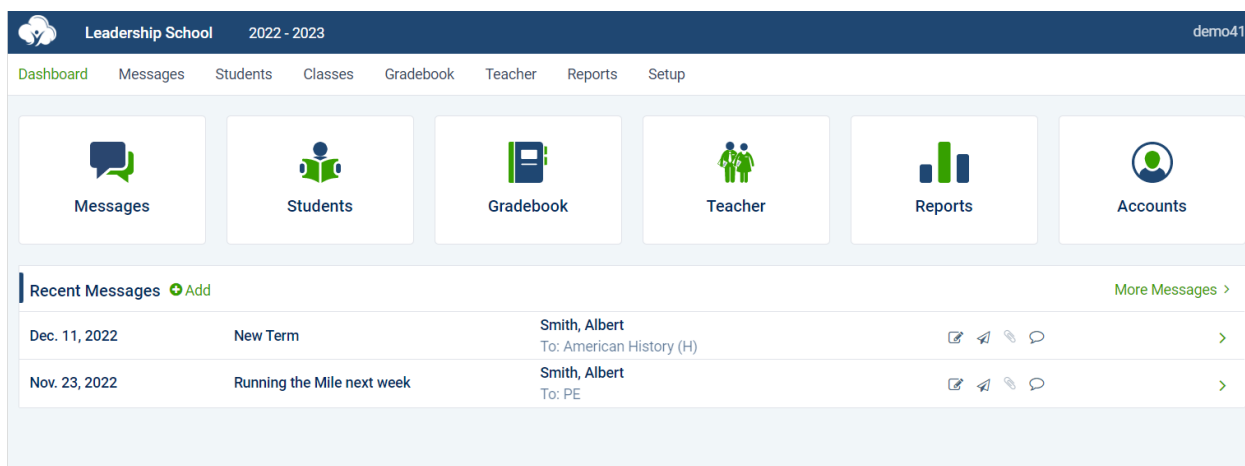 Leadership School 2022 - 2023 demo41
Dashboard Messages Students Classes Gradebook Teacher Reports Setup
Messages Students Gradebook Teacher Reports Accounts
Recent Messages Add More Messages
Dec. 11, 2022 New Term Smith, Albert
To: American History (H)
Nov. 23, 2022 Running the Mile next week Smith, Albert
To: PE